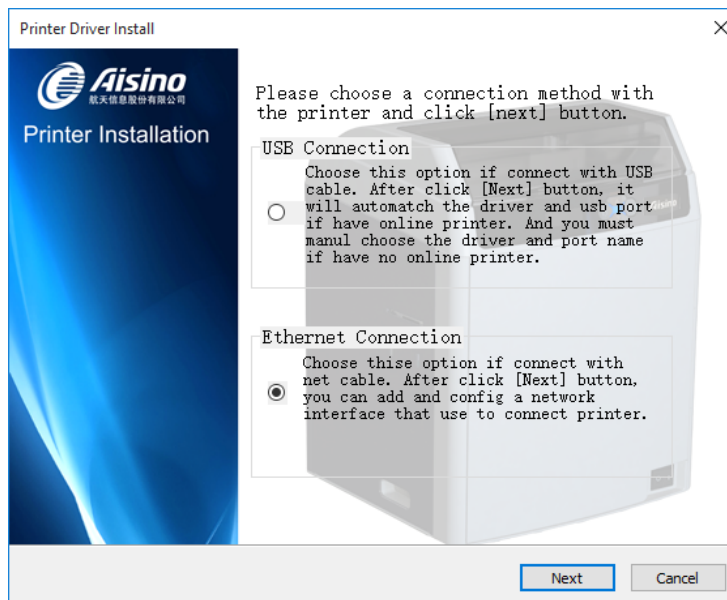 Printer Driver Install
Aisino
航天信息股份有限公司
Printer Installation
Please choose a connection method with
the printer and click [next] button.
USB Connection
Choose this option if connect with USB
cable. After click [Next] button, it
will automatch the driver and usb port
if have online printer. And you must
manul choose the driver and port name
if have no online printer.
Aisino
Ethernet Connection
Choose thise option if connect with
net cable. After click [Next] button,
you can add and config a network
interface that use to connect printer.
Next
Cancel